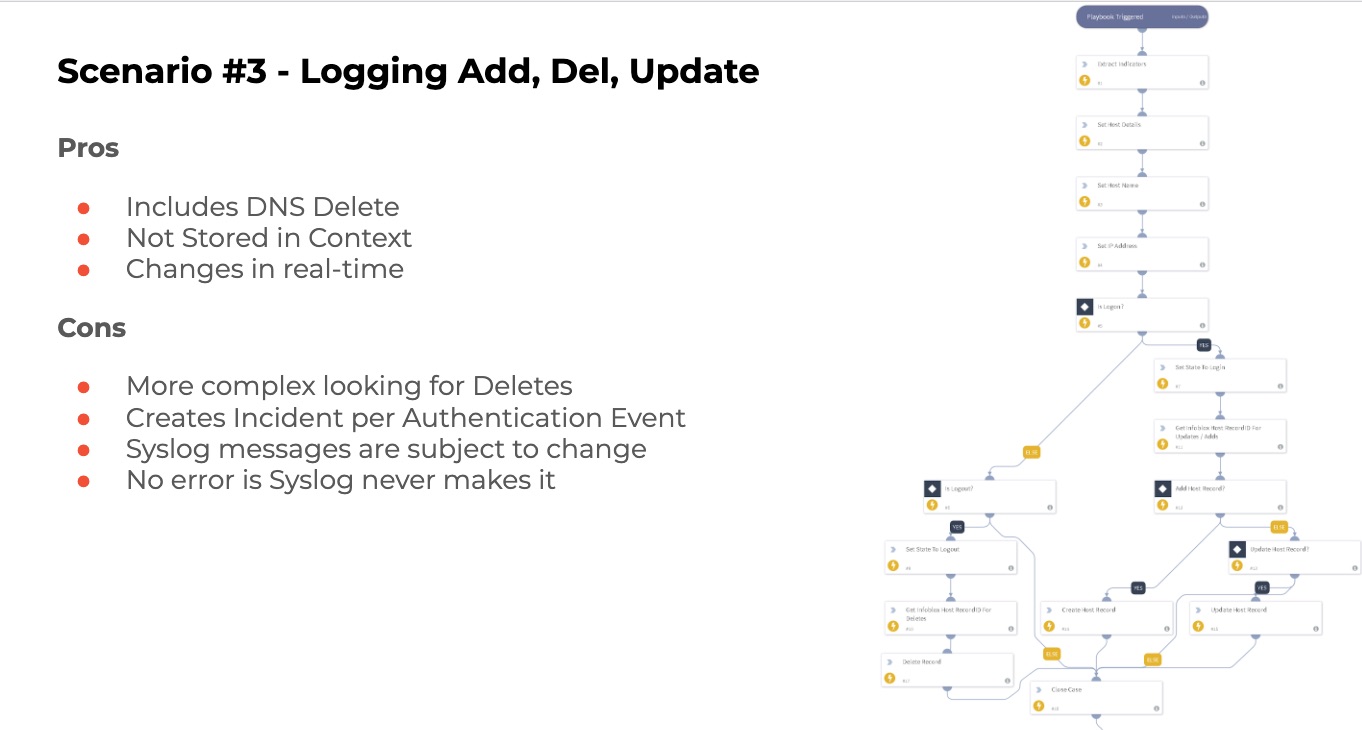 Scenario #3 - Logging Add, Del, Update
Pros
Includes DNS Delete
Not Stored in Context
Changes in real-time
Cons
More complex looking for Deletes
Creates Incident per Authentication Event
Syslog messages are subject to change
No error is Syslog never makes it
Playbook Triggered
Inputs / Outputs
Extract Indicators
Set Host Details
Set Host Name
Set IP Address
YES
Set State To Login
Get Infoblox Host Record ID For
Updates / Adds
ELSE
Is Logout?
Add Host Record?
YES
ELSE
Set State To Logout
Update Host Record?
YES
YES
Get Infoblox Host Record ID For
Deletes
Create Host Record
Update Host Record
ELSE
ELSE
Delete Record
Close Case